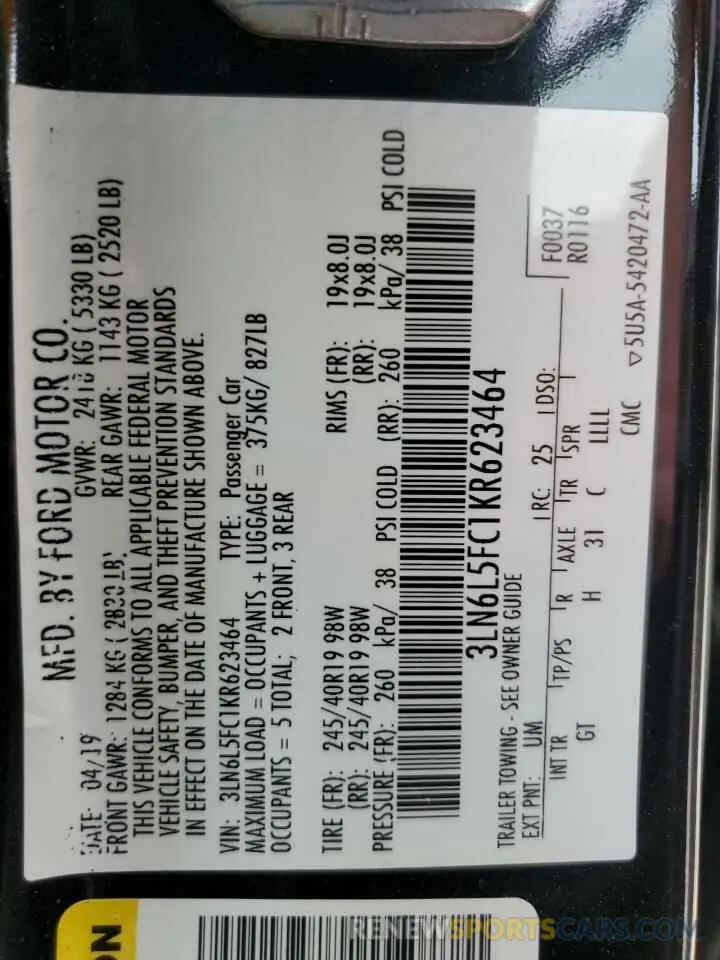 MFD. BY FORD MOTOR CO.
DATE: 04/19 GVWR: 2418 KG ( 5330 LB)
FRONT GAWR: 1284 KG ( 2830 LB) REAR GAWR: 1143 KG ( 2520 LB)
THIS VEHICLE CONFORMS TO ALL APPLICABLE FEDERAL MOTOR
VEHICLE SAFETY, BUMPER, AND THEFT PREVENTION STANDARDS
IN EFFECT ON THE DATE OF MANUFACTURE SHOWN ABOVE.
VIN: 3LN6L5FC1KR623464 TYPE: Passenger Car
MAXIMUM LOAD = OCCUPANTS + LUGGAGE = 375KG/ 827LB
OCCUPANTS = 5 TOTAL; 2 FRONT, 3 REAR
TIRE (FR): 245/40R19 98W RIMS (FR): 19x8.0J
(RR): 245/40R19 98W (RR): 19x8.0J
PRESSURE (FR): 260 kPa/ 38 PSI COLD (RR): 260 kPa/ 38 PSI COLD
3LN6L5FC1KR623464
TRAILER TOWING - SEE OWNER GUIDE
F0037
EXT PNT: UM RC: 25 DSO: R0116
INT TR TP/PS R AXLE TR SPR
GT H 31 C LLLL
CMC 5U5A-5420472-AA
ON
RENEWSPORTSCARS.COM